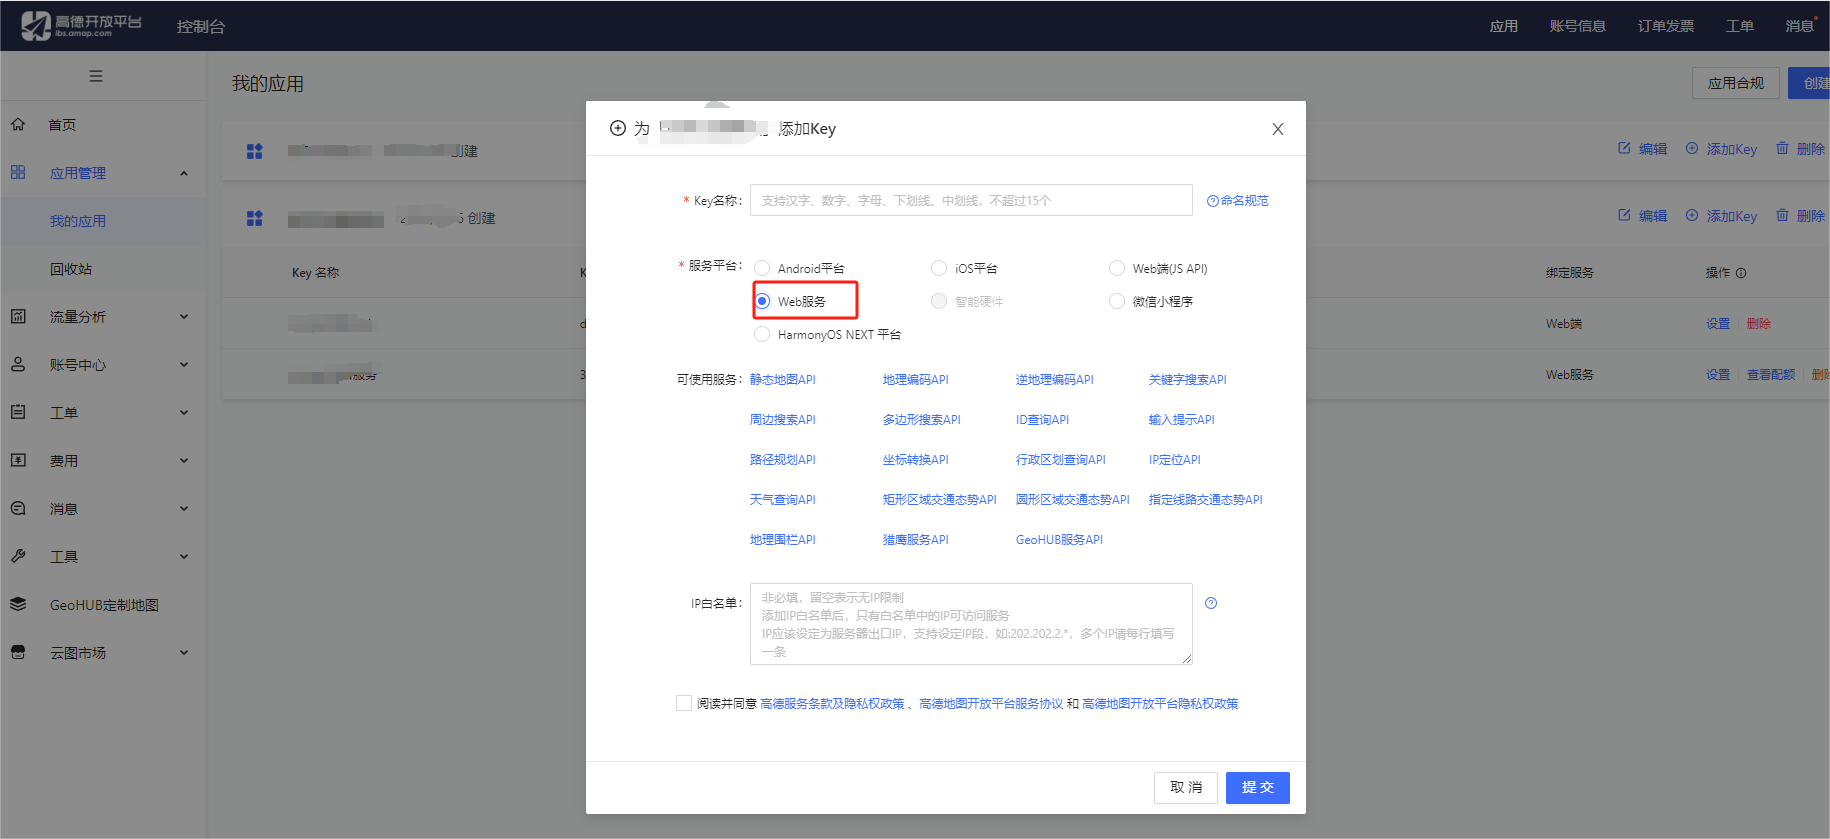 高德开放平台
lbs.amap.com
控制台
应用
账号信息
订单发票
工单
消息
首页
应用管理
我的应用
回收站
流量分析
账号中心
工单
费用
消息
工具
GeoHUB定制地图
云图市场
我的应用
应用合规
创建
编辑 添加Key 删除
创建
编辑 添加Key 删除
Key 名称
K
绑定服务
操作
d
Web端
设置 删除
服务
3
Web服务
设置 查看配额 删除
为 添加Key
* Key名称:
支持汉字、数字、字母、下划线、中划线，不超过15个
命名规范
* 服务平台:
Android平台
iOS平台
Web端(JS API)
Web服务
智能硬件
微信小程序
HarmonyOS NEXT 平台
可使用服务:
静态地图API
地理编码API
逆地理编码API
关键字搜索API
周边搜索API
多边形搜索API
ID查询API
输入提示API
路径规划API
坐标转换API
行政区划查询API
IP定位API
天气查询API
矩形区域交通态势API
圆形区域交通态势API
指定线路交通态势API
地理围栏API
猎鹰服务API
GeoHUB服务API
IP白名单:
非必填，留空表示无IP限制
添加IP白名单后，只有白名单中的IP可访问服务
IP应该设定为服务器出口IP，支持设定IP段，如:202.202.2.*，多个IP请每行填写
一条
阅读并同意 高德服务条款及隐私权政策 、高德地图开放平台服务协议 和 高德地图开放平台隐私权政策
取 消
提 交